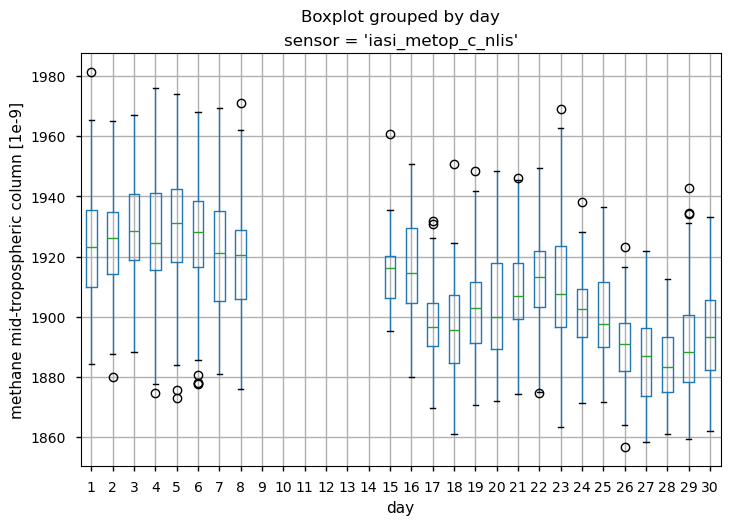 Boxplot grouped by day
sensor = 'iasi_metop_c_nlis'
methane mid-tropospheric column [1e-9]
1980
1960
1940
1920
1900
1880
1860
1 2 3 4 5 6 7 8 9 10 11 12 13 14 15 16 17 18 19 20 21 22 23 24 25 26 27 28 29 30
day